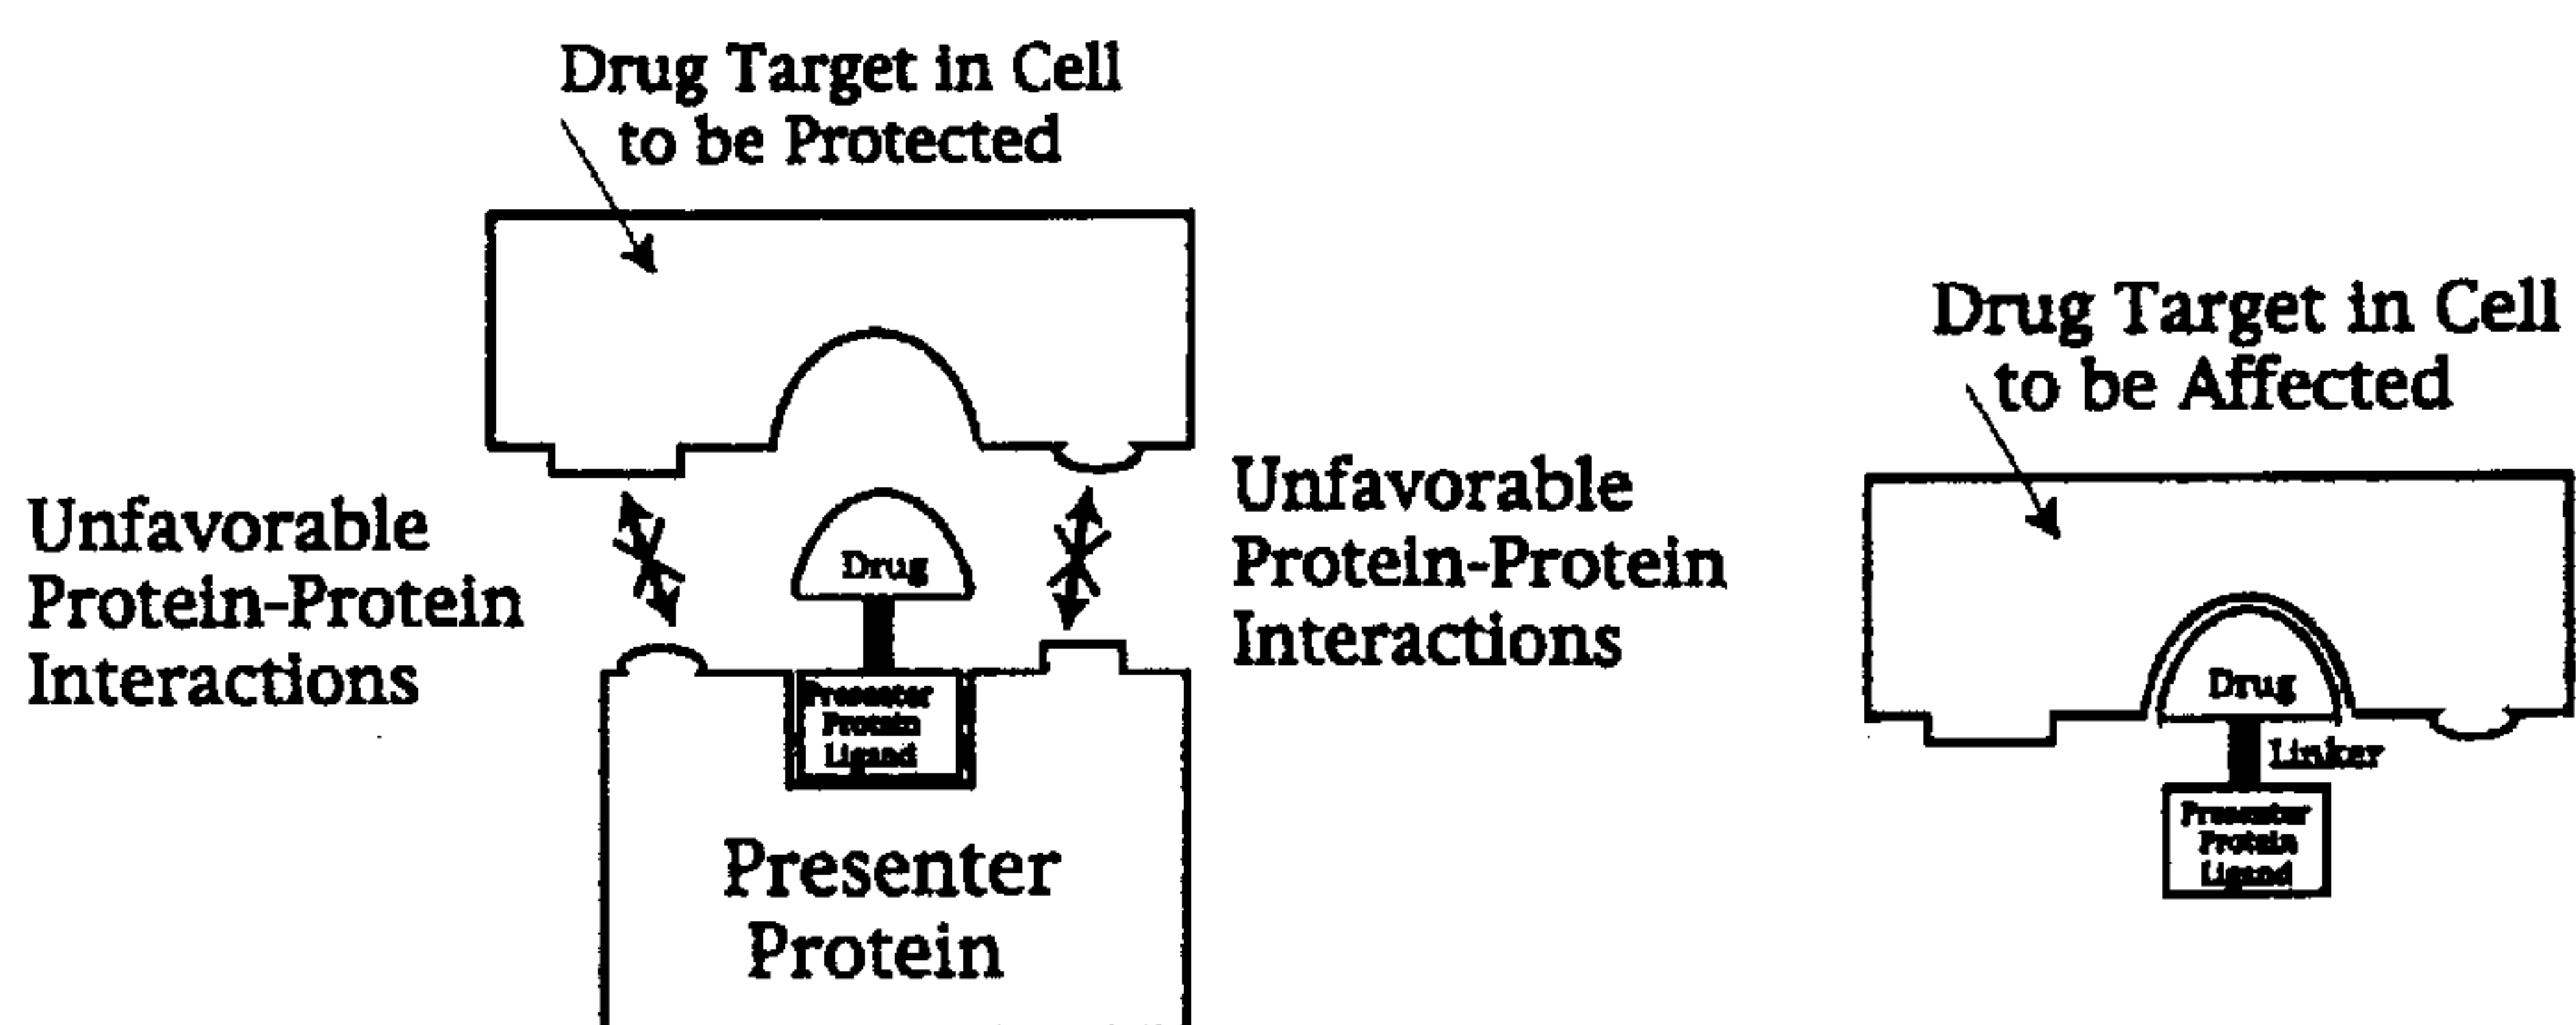 Drug Target in Cell
to be Protected
Unfavorable
Protein-Protein
Interactions
Drug
Unfavorable
Protein-Protein
Interactions
Presenter
Protein
Ligand
Presenter
Protein
Drug Target in Cell
to be Affected
Drug
Linker
Presenter
Protein
Ligand